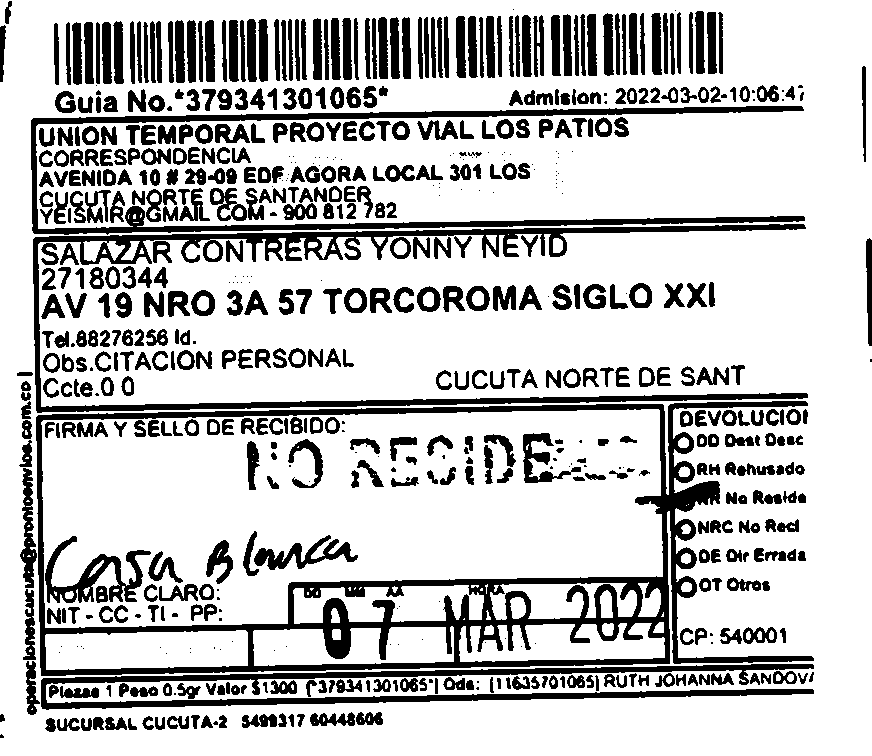 Guia No.*379341301065*
Admision: 2022-03-02-10:06:47
UNION TEMPORAL PROYECTO VIAL LOS PATIOS
CORRESPONDENCIA
AVENIDA 10 # 29-09 EDF AGORA LOCAL 301 LOS
CUCUTA NORTE DE SANTANDER
YEISMIR@GMAIL COM - 900 812 782
SALAZAR CONTRERAS YONNY NEYID
27180344
AV 19 NRO 3A 57 TORCOROMA SIGLO XXI
Tel.88276256 Id.
Obs.CITACION PERSONAL
Ccte.0 0
CUCUTA NORTE DE SANT
operaciones.cucuta@prontoenvios.com.co |
FIRMA Y SELLO DE RECIBIDO:
NO RECIDE
Casa Blanca
NOMBRE CLARO:
NIT - CC - TI - PP:
DD MM AA HORA
07 MAR 2022
DEVOLUCIO
DD Dest Desc
RH Rehusado
NR No Reside
NRC No Recl
DE Dir Errada
OT Otros
CP: 540001
Piezas 1 Peso 0.5gr Valor $1300 [*379341301065*] Ods: [11635701065] RUTH JOHANNA SANDOVA
SUCURSAL CUCUTA-2 5499317 60448606